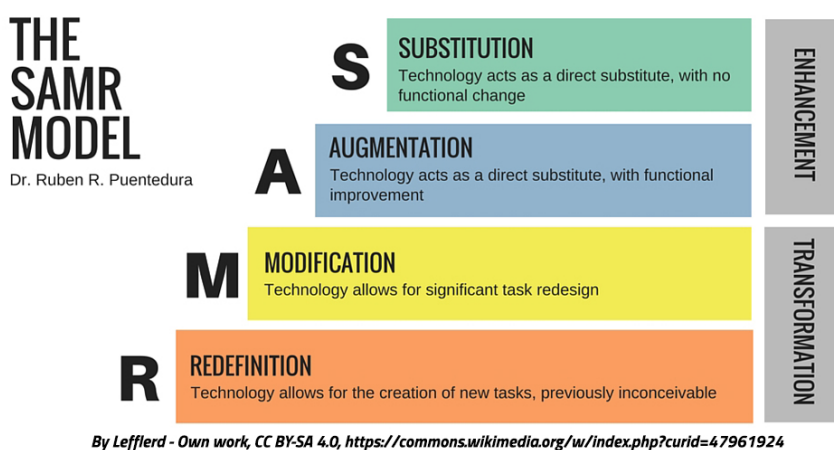 THE
SAMR
MODEL
Dr. Ruben R. Puentedura
S
SUBSTITUTION
Technology acts as a direct substitute, with no
functional change
A
AUGMENTATION
Technology acts as a direct substitute, with functional
improvement
ENHANCEMENT
M
MODIFICATION
Technology allows for significant task redesign
R
REDEFINITION
Technology allows for the creation of new tasks, previously inconceivable
TRANSFORMATION
By Lefflerd - Own work, CC BY-SA 4.0, https://commons.wikimedia.org/w/index.php?curid=47961924